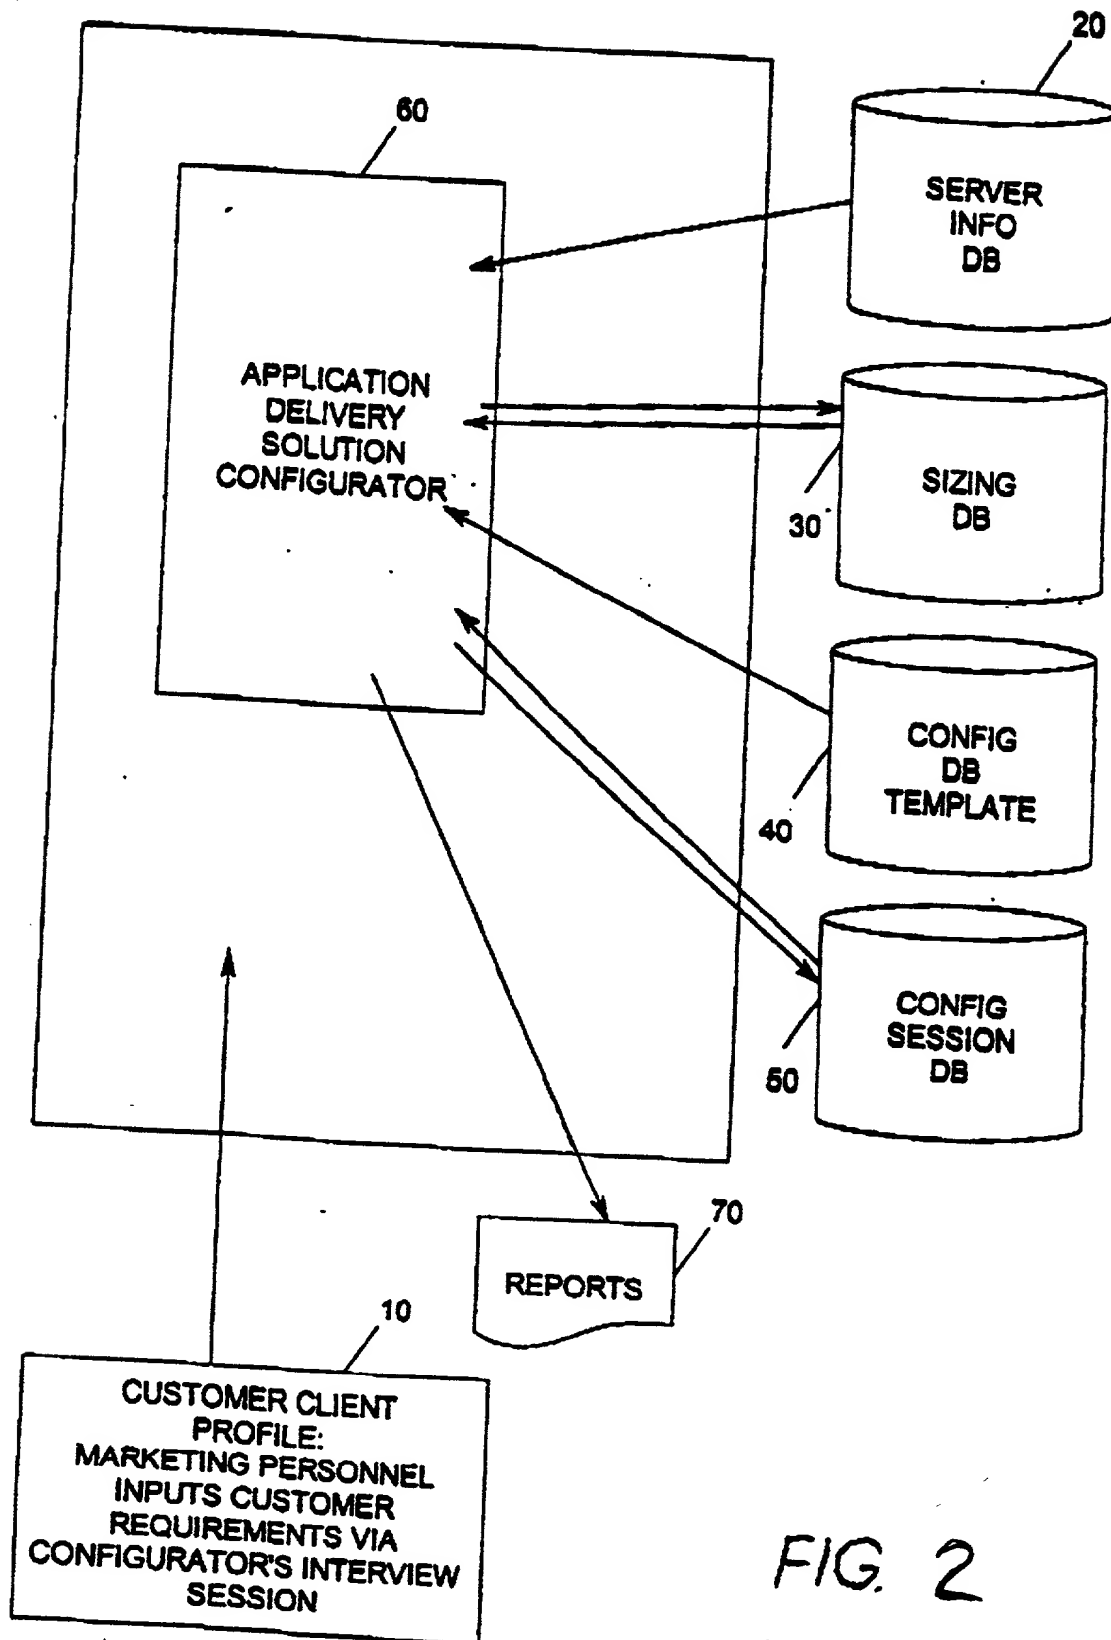 20
60
SERVER
INFO
DB
APPLICATION
DELIVERY
SOLUTION
CONFIGURATOR
30
SIZING
DB
40
CONFIG
DB
TEMPLATE
50
CONFIG
SESSION
DB
70
REPORTS
10
CUSTOMER CLIENT
PROFILE:
MARKETING PERSONNEL
INPUTS CUSTOMER
REQUIREMENTS VIA
CONFIGURATOR'S INTERVIEW
SESSION
FIG. 2